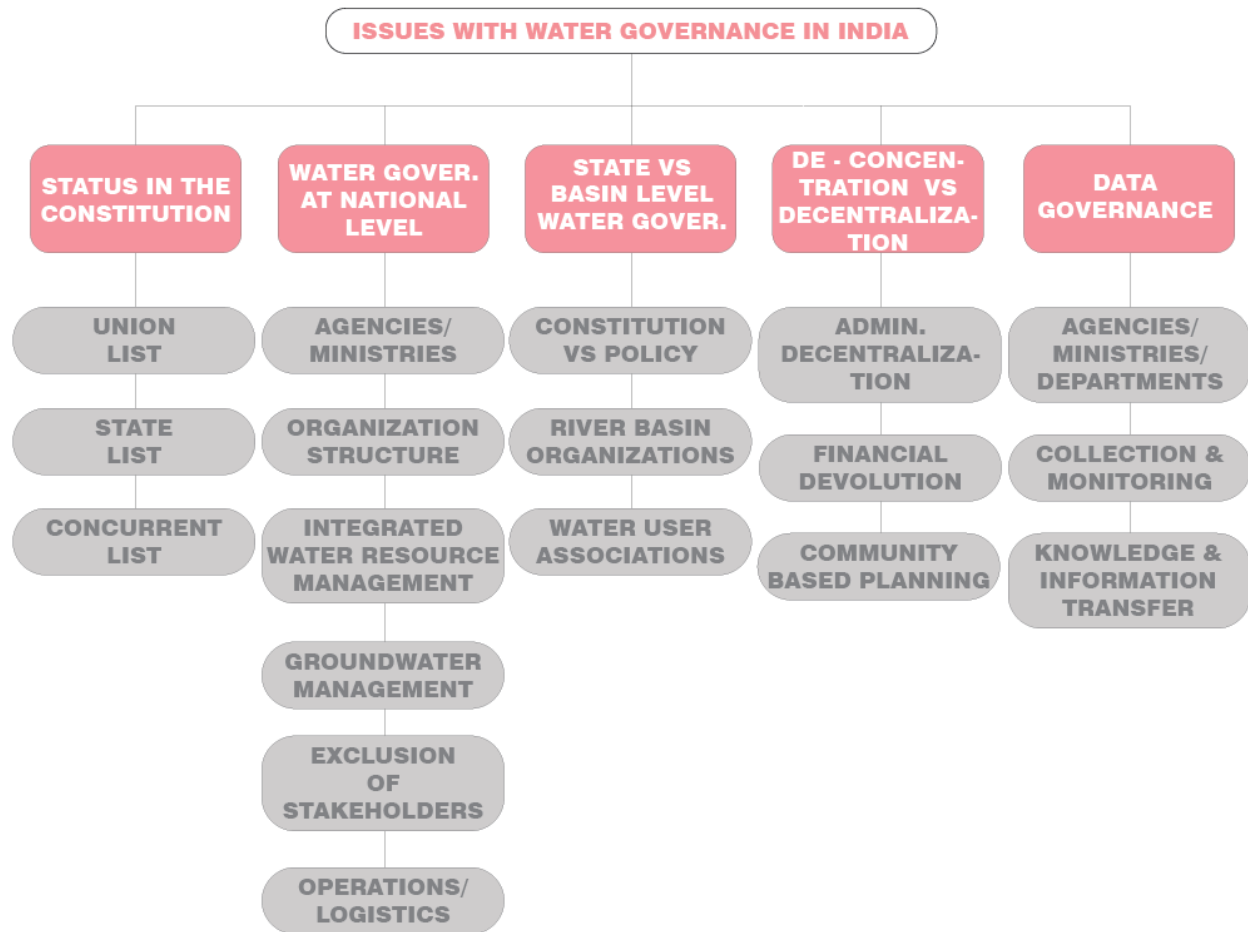 ISSUES WITH WATER GOVERNANCE IN INDIA
STATUS IN THE
CONSTITUTION
WATER GOVER.
AT NATIONAL
LEVEL
STATE VS
BASIN LEVEL
WATER GOVER.
DE - CONCEN-
TRATION VS
DECENTRALIZA-
TION
DATA
GOVERNANCE
UNION
LIST
STATE
LIST
CONCURRENT
LIST
AGENCIES/
MINISTRIES
ORGANIZATION
STRUCTURE
INTEGRATED
WATER RESOURCE
MANAGEMENT
GROUNDWATER
MANAGEMENT
EXCLUSION
OF
STAKEHOLDERS
OPERATIONS/
LOGISTICS
CONSTITUTION
VS POLICY
RIVER BASIN
ORGANIZATIONS
WATER USER
ASSOCIATIONS
ADMIN.
DECENTRALIZA-
TION
FINANCIAL
DEVOLUTION
COMMUNITY
BASED PLANNING
AGENCIES/
MINISTRIES/
DEPARTMENTS
COLLECTION &
MONITORING
KNOWLEDGE &
INFORMATION
TRANSFER